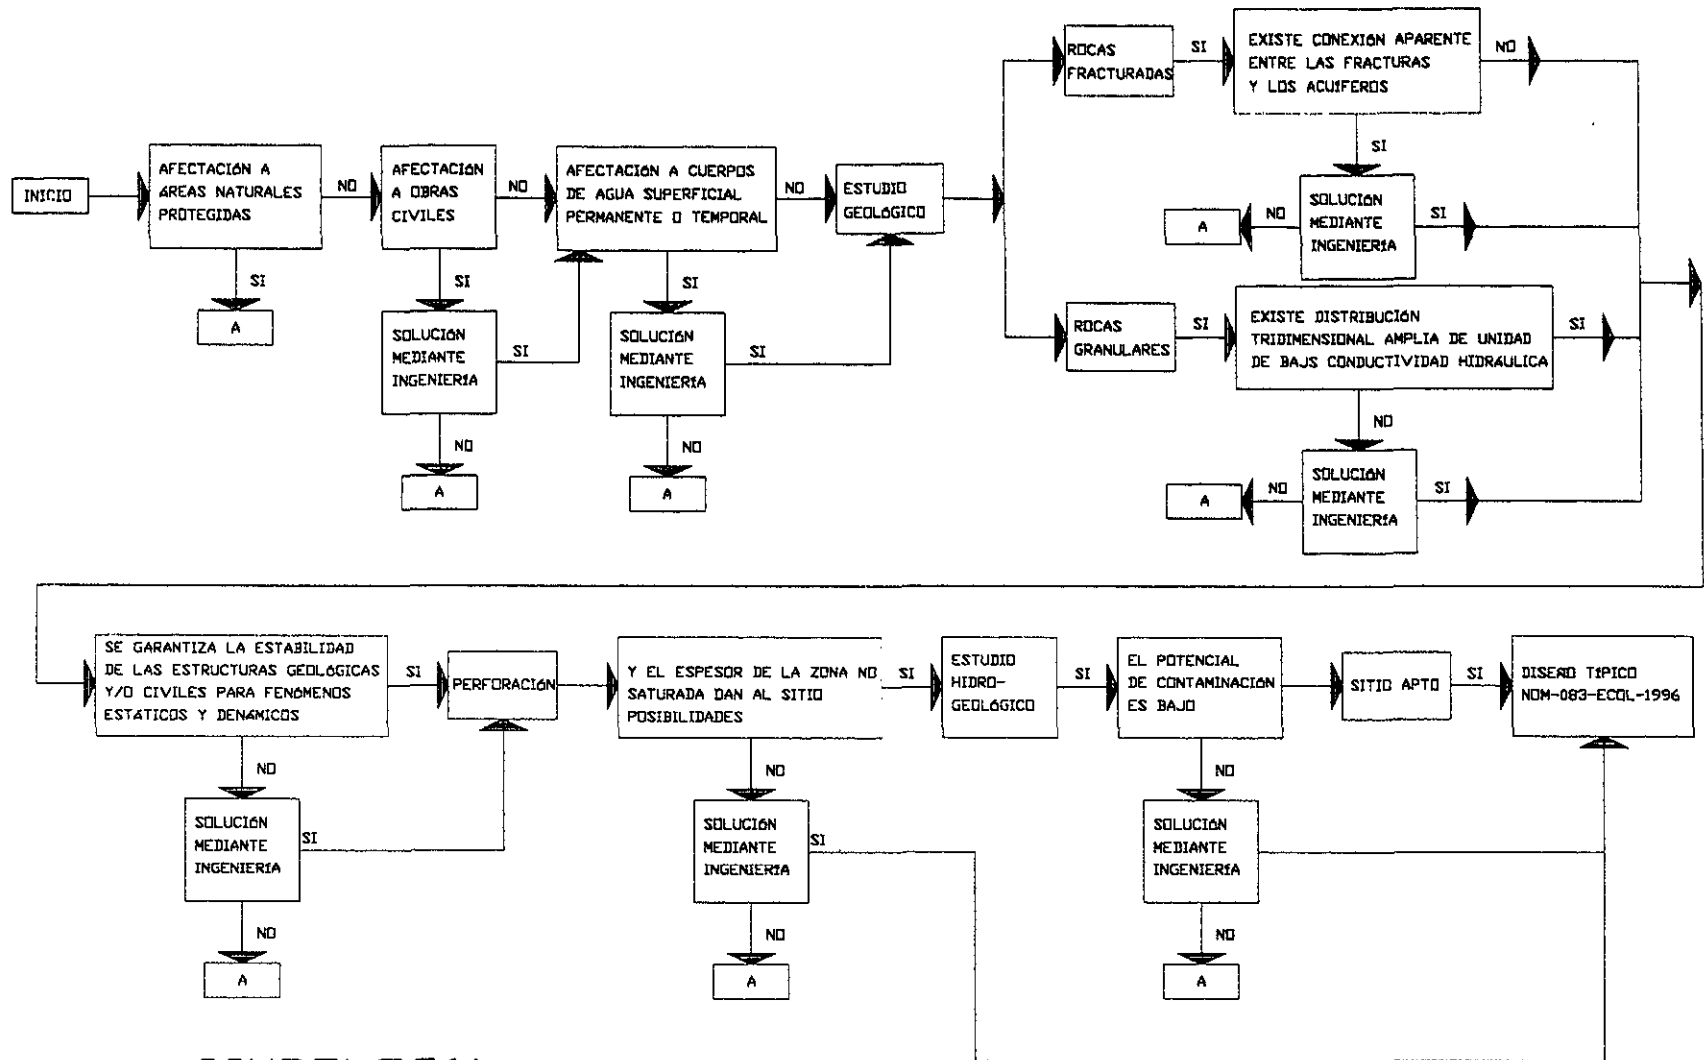 INICIO
AFECTACIÓN A
ÁREAS NATURALES
PROTEGIDAS
NO
SI
A
AFECTACIÓN
A OBRAS
CIVILES
NO
SI
SOLUCIÓN
MEDIANTE
INGENIERÍA
SI
NO
A
AFECTACIÓN A CUERPOS
DE AGUA SUPERFICIAL
PERMANENTE O TEMPORAL
NO
SI
SOLUCIÓN
MEDIANTE
INGENIERÍA
SI
NO
A
ESTUDIO
GEOLÓGICO
ROCAS
FRACTURADAS
SI
EXISTE CONEXIÓN APARENTE
ENTRE LAS FRACTURAS
Y LOS ACUÍFEROS
NO
SI
SOLUCIÓN
MEDIANTE
INGENIERÍA
NO
A
SI
ROCAS
GRANULARES
SI
EXISTE DISTRIBUCIÓN
TRIDIMENSIONAL AMPLIA DE UNIDAD
DE BAJS CONDUCTIVIDAD HIDRÁULICA
SI
NO
SOLUCIÓN
MEDIANTE
INGENIERÍA
NO
A
SI
SE GARANTIZA LA ESTABILIDAD
DE LAS ESTRUCTURAS GEOLÓGICAS
Y/O CIVILES PARA FENÓMENOS
ESTÁTICOS Y DENÁMICOS
SI
NO
SOLUCIÓN
MEDIANTE
INGENIERÍA
SI
NO
A
PERFORACIÓN
Y EL ESPESOR DE LA ZONA NO
SATURADA DAN AL SITIO
POSIBILIDADES
SI
NO
SOLUCIÓN
MEDIANTE
INGENIERÍA
SI
NO
A
ESTUDIO
HIDRO-
GEOLÓGICO
SI
EL POTENCIAL
DE CONTAMINACIÓN
ES BAJO
NO
SOLUCIÓN
MEDIANTE
INGENIERÍA
NO
A
SITIO APTO
SI
DISEÑO TÍPICO
NOM-083-ECOL-1996